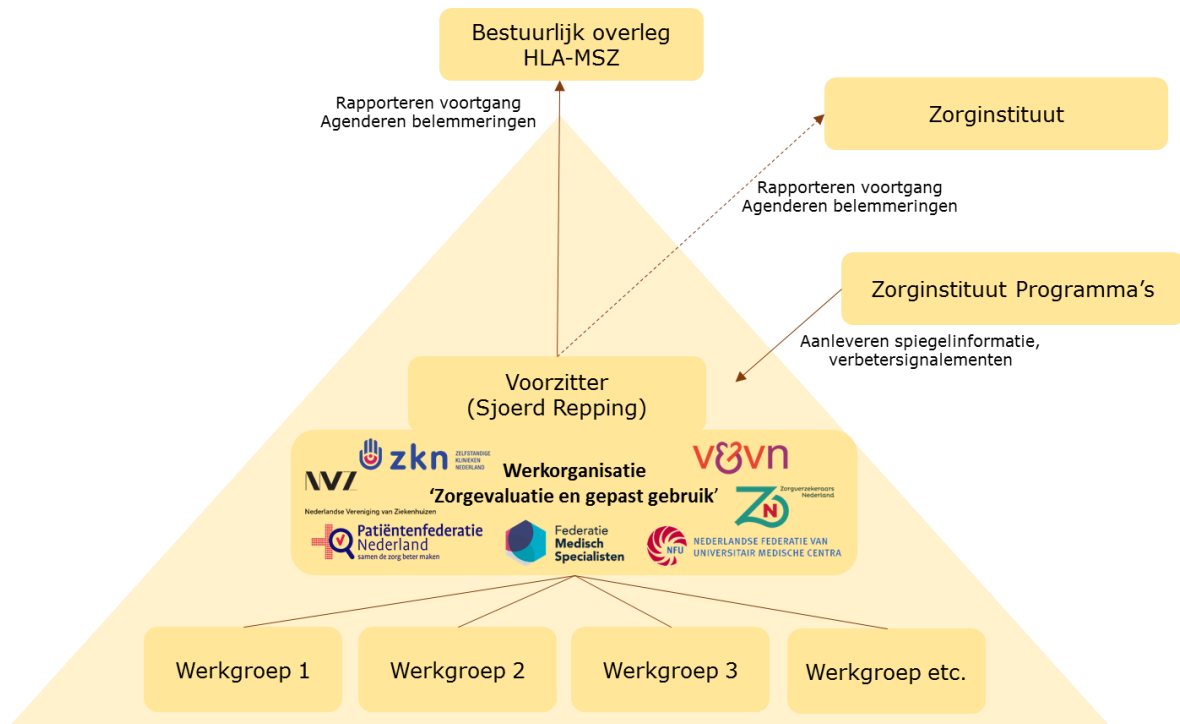 Bestuurlijk overleg
HLA-MSZ
Rapporteren voortgang
Agenderen belemmeringen
Zorginstituut
Rapporteren voortgang
Agenderen belemmeringen
Zorginstituut Programma’s
Aanleveren spiegelinformatie,
verbetersignalementen
Voorzitter
(Sjoerd Repping)
zkn
ZELFSTANDIGE
KLINIEKEN
NEDERLAND
v&vn
NVZ
Nederlandse Vereniging van Ziekenhuizen
Werkorganisatie
‘Zorgevaluatie en gepast gebruik’
Zorgverzekeraars
Nederland
ZN
Patiëntenfederatie
Nederland
samen de zorg beter maken
Federatie
Medisch
Specialisten
NFU
NEDERLANDSE FEDERATIE VAN
UNIVERSITAIR MEDISCHE CENTRA
Werkgroep 1
Werkgroep 2
Werkgroep 3
Werkgroep etc.